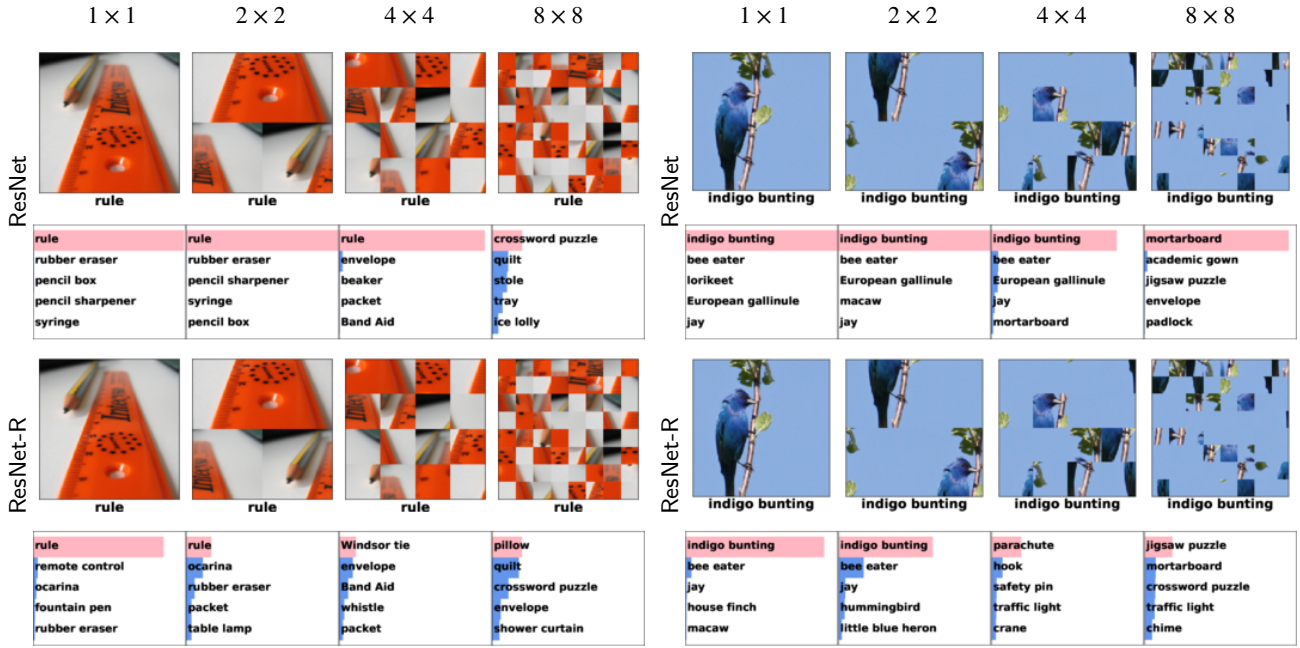 1 × 1 2 × 2 4 × 4 8 × 8 1 × 1 2 × 2 4 × 4 8 × 8
ResNet
rule rule rule rule
rule rule rule crossword puzzle
rubber eraser rubber eraser envelope quilt
pencil box pencil sharpener beaker stole
pencil sharpener syringe packet tray
syringe pencil box Band Aid ice lolly
ResNet
indigo bunting indigo bunting indigo bunting indigo bunting
indigo bunting indigo bunting indigo bunting mortarboard
bee eater bee eater bee eater academic gown
lorikeet European gallinule European gallinule jigsaw puzzle
European gallinule macaw jay envelope
jay jay mortarboard padlock
ResNet-R
rule rule rule rule
rule rule Windsor tie pillow
remote control ocarina envelope quilt
ocarina rubber eraser Band Aid crossword puzzle
fountain pen packet whistle envelope
rubber eraser table lamp packet shower curtain
ResNet-R
indigo bunting indigo bunting indigo bunting indigo bunting
indigo bunting indigo bunting parachute jigsaw puzzle
bee eater bee eater hook mortarboard
jay jay safety pin crossword puzzle
house finch hummingbird traffic light traffic light
macaw little blue heron crane chime